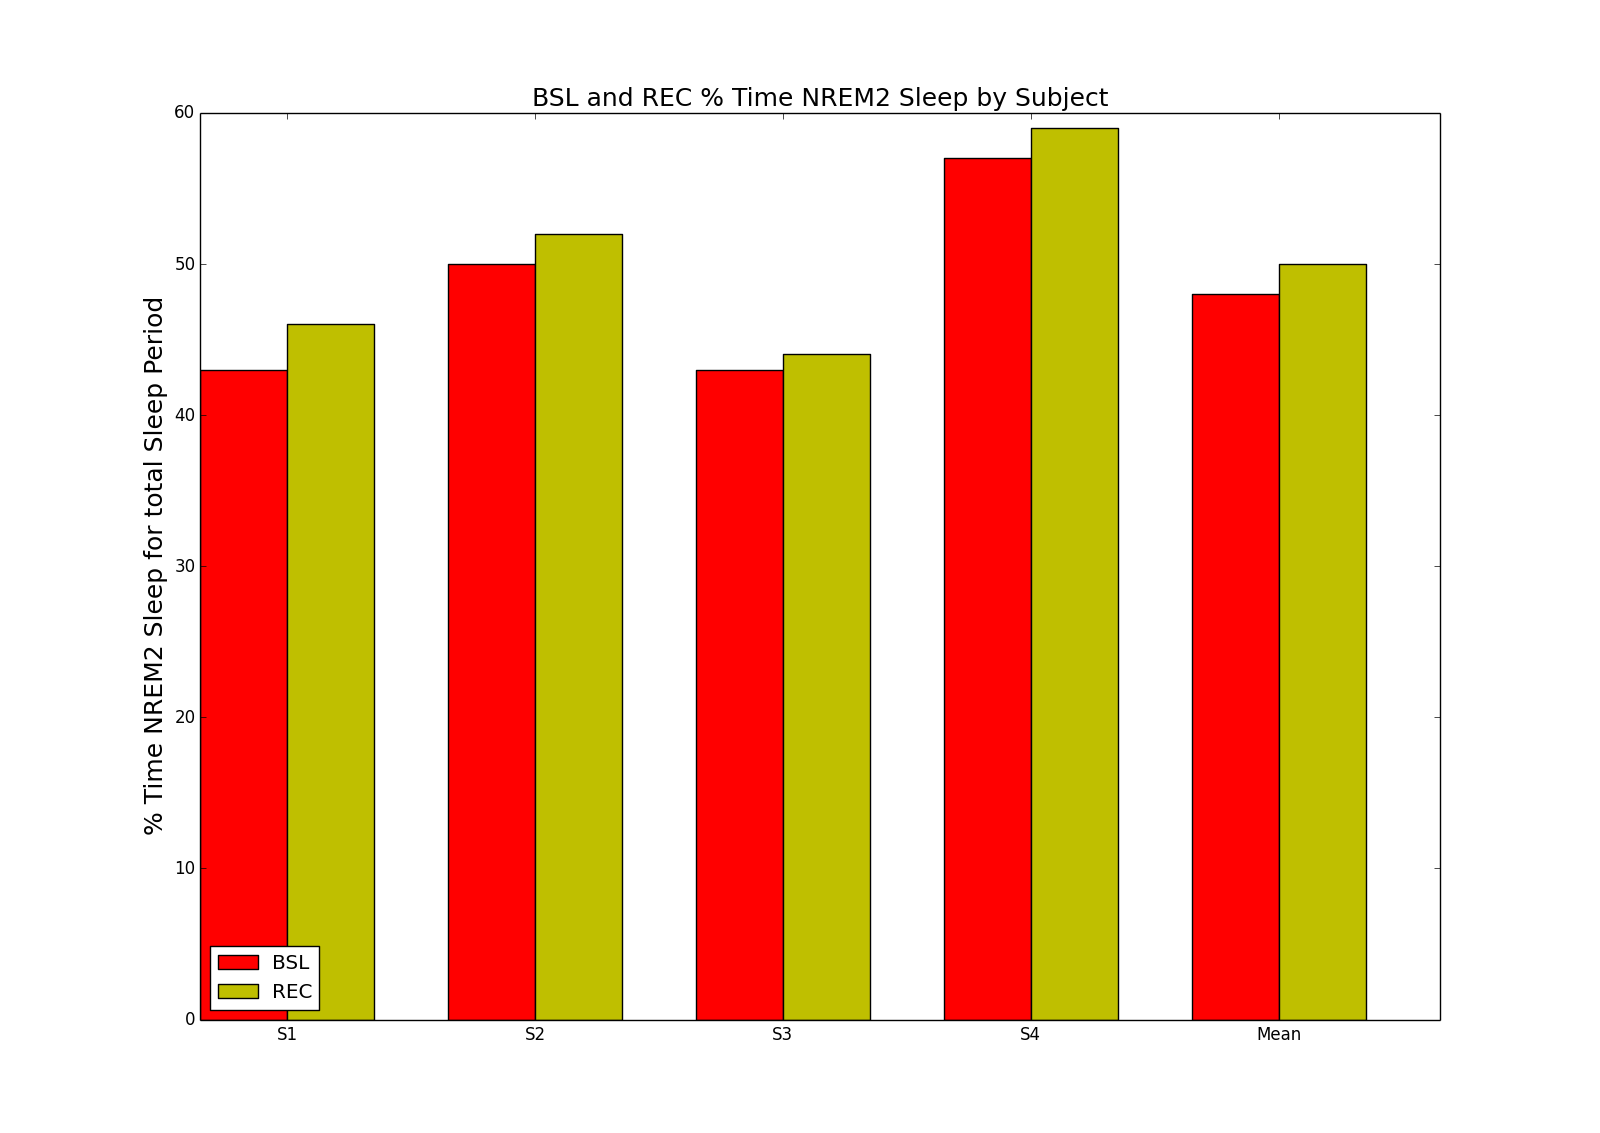 BSL and REC % Time NREM2 Sleep by Subject
% Time NREM2 Sleep for total Sleep Period
60
50
40
30
20
10
0
BSL
REC
S1
S2
S3
S4
Mean